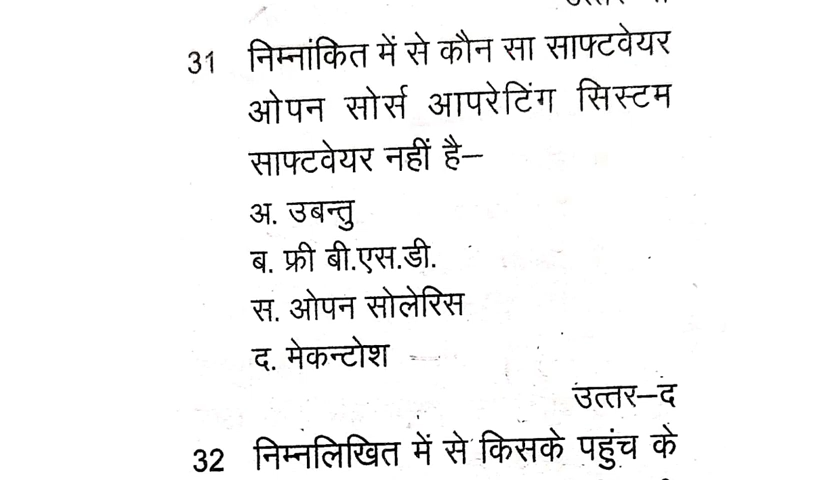 31 निम्नांकित में से कौन सा साफ्टवेयर
ओपन सोर्स आपरेटिंग सिस्टम
साफ्टवेयर नहीं है–
अ. उबन्तु
ब. फ्री बी.एस.डी.
स. ओपन सोलेरिस
द. मेकन्टोश
उत्तर–द
32 निम्नलिखित में से किसके पहुंच के